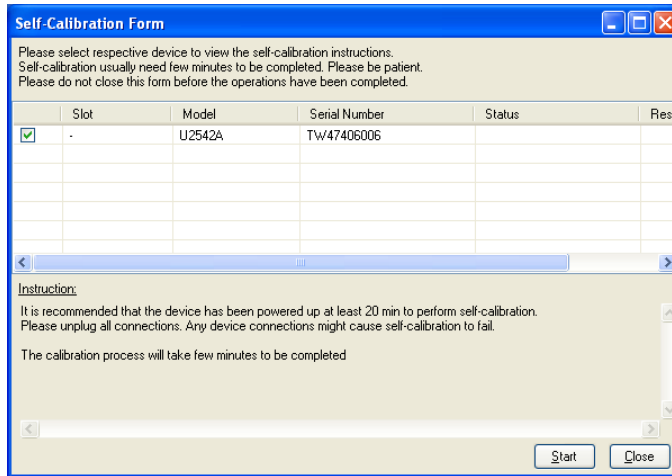 Self-Calibration Form
Please select respective device to view the self-calibration instructions.
Self-calibration usually need few minutes to be completed. Please be patient.
Please do not close this form before the operations have been completed.
Slot Model Serial Number Status Res
- U2542A TW47406006
Instruction:
It is recommended that the device has been powered up at least 20 min to perform self-calibration.
Please unplug all connections. Any device connections might cause self-calibration to fail.
The calibration process will take few minutes to be completed
Start Close